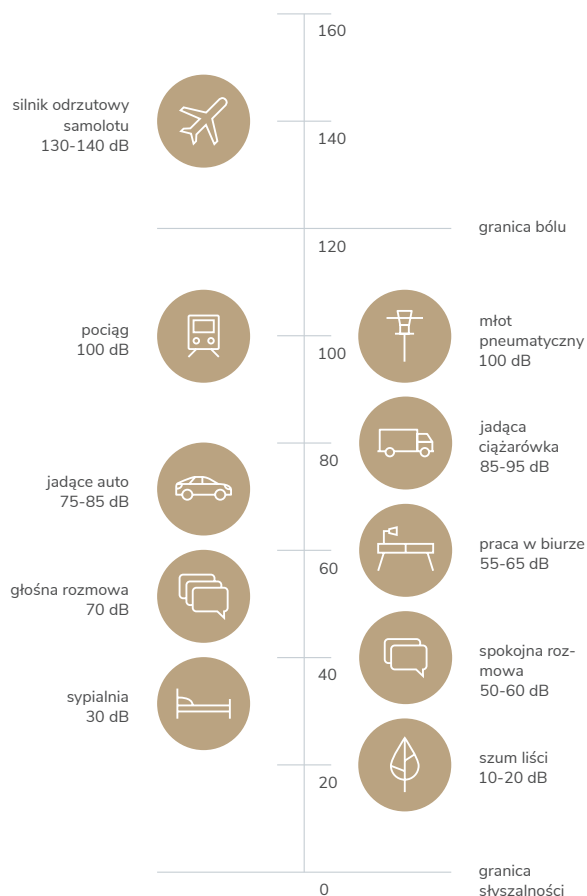 160
silnik odrzutowy
samolotu
130-140 dB
140
granica bólu
120
pociąg
100 dB
młot
pneumatyczny
100 dB
100
jadąca
ciężarówka
85-95 dB
80
jadące auto
75-85 dB
praca w biurze
55-65 dB
60
głośna rozmowa
70 dB
spokojna roz-
mowa
50-60 dB
40
sypialnia
30 dB
szum liści
10-20 dB
20
granica
słyszalności
0